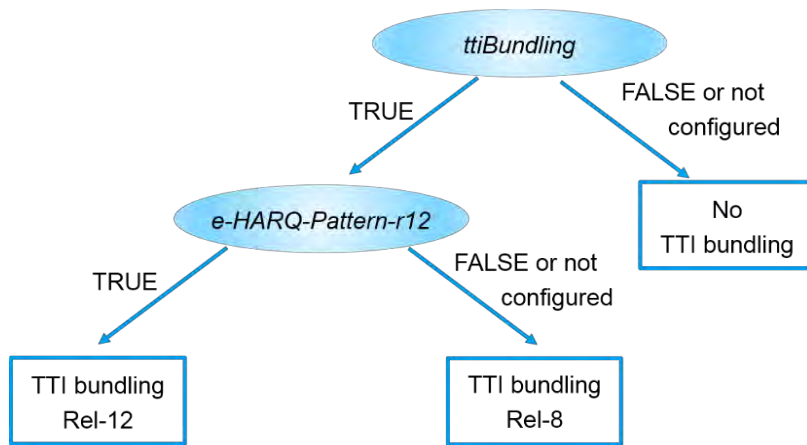 ttiBundling
TRUE
FALSE or not
configured
No
TTI bundling
e-HARQ-Pattern-r12
TRUE
FALSE or not
configured
TTI bundling
Rel-12
TTI bundling
Rel-8